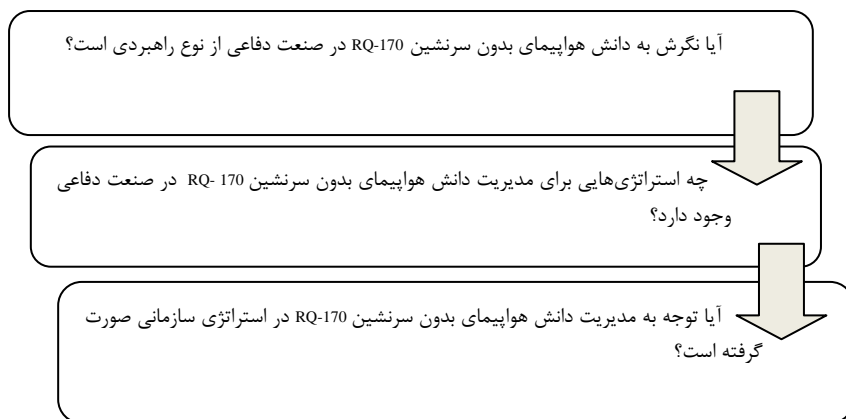 آیا نگرش به دانش هواپیمای بدون سرنشین RQ-170 در صنعت دفاعی از نوع راهبردی است؟
چه استراتژی‌هایی برای مدیریت دانش هواپیمای بدون سرنشین RQ- 170 در صنعت دفاعی
وجود دارد؟
آیا توجه به مدیریت دانش هواپیمای بدون سرنشین RQ-170 در استراتژی سازمانی صورت
گرفته است؟